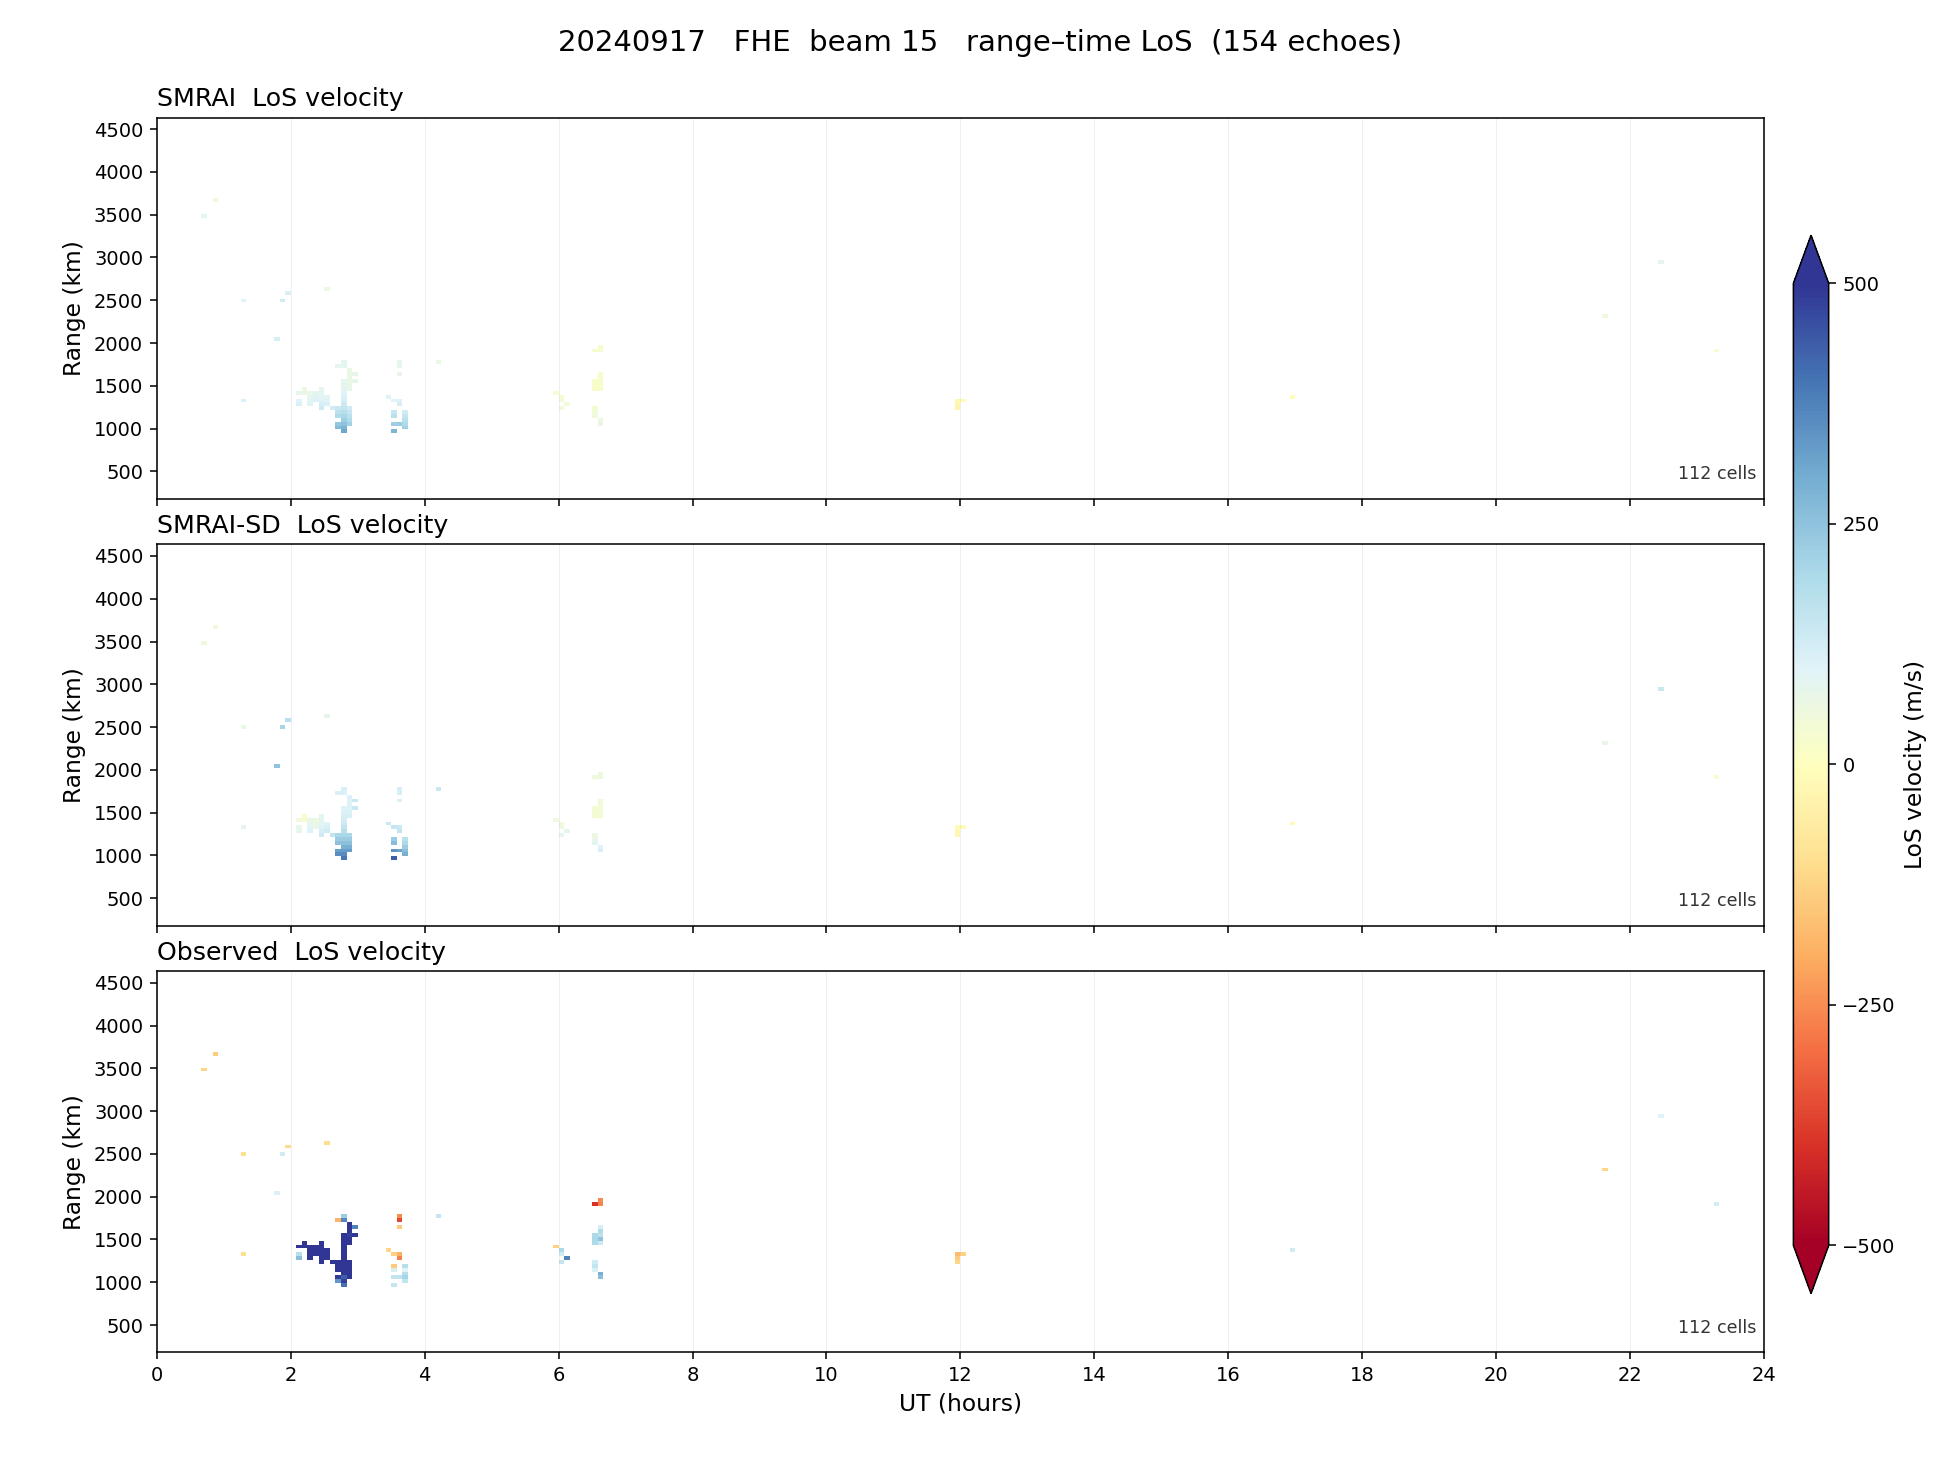 20240917   FHE  beam 15   range–time LoS  (154 echoes)
SMRAI  LoS velocity
4500
4000
3500
3000
2500
2000
1500
1000
500
Range (km)
112 cells
SMRAI-SD  LoS velocity
4500
4000
3500
3000
2500
2000
1500
1000
500
Range (km)
112 cells
Observed  LoS velocity
4500
4000
3500
3000
2500
2000
1500
1000
500
Range (km)
112 cells
0 2 4 6 8 10 12 14 16 18 20 22 24
UT (hours)
500
250
0
−250
−500
LoS velocity (m/s)